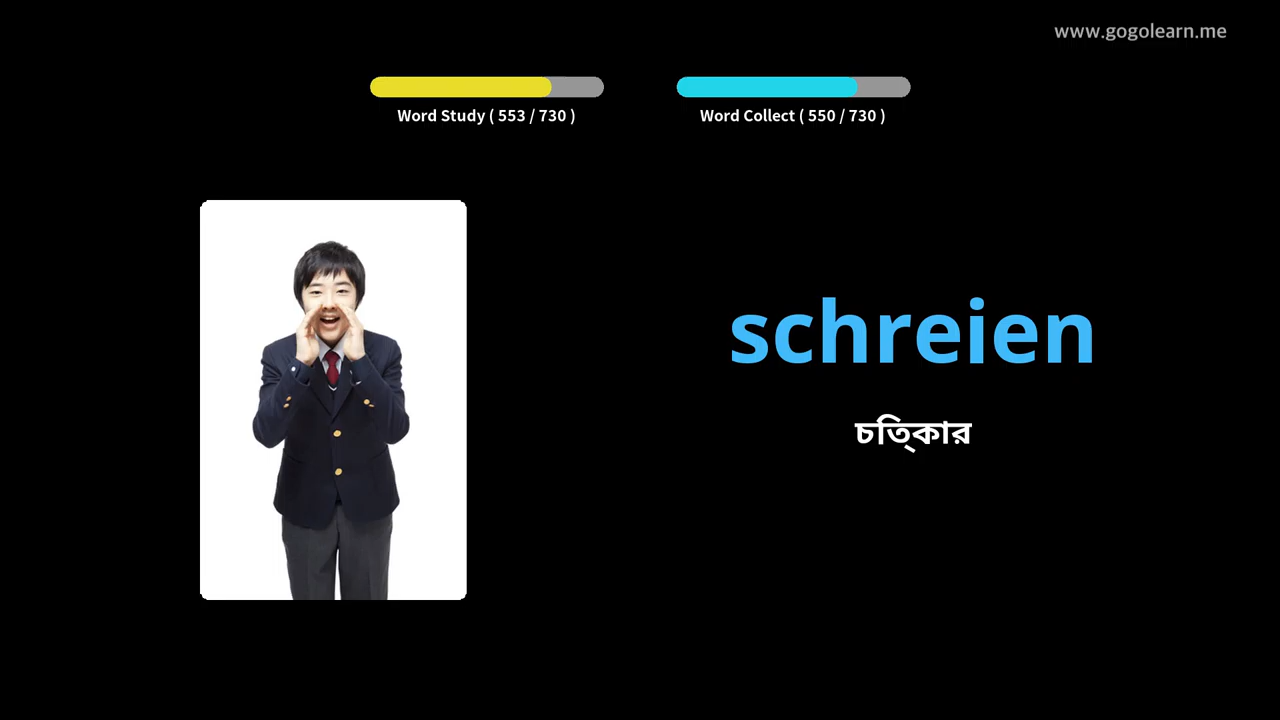 www.gogolearn.me
Word Study ( 553 / 730 )
Word Collect ( 550 / 730 )
schreien
চিত্কার